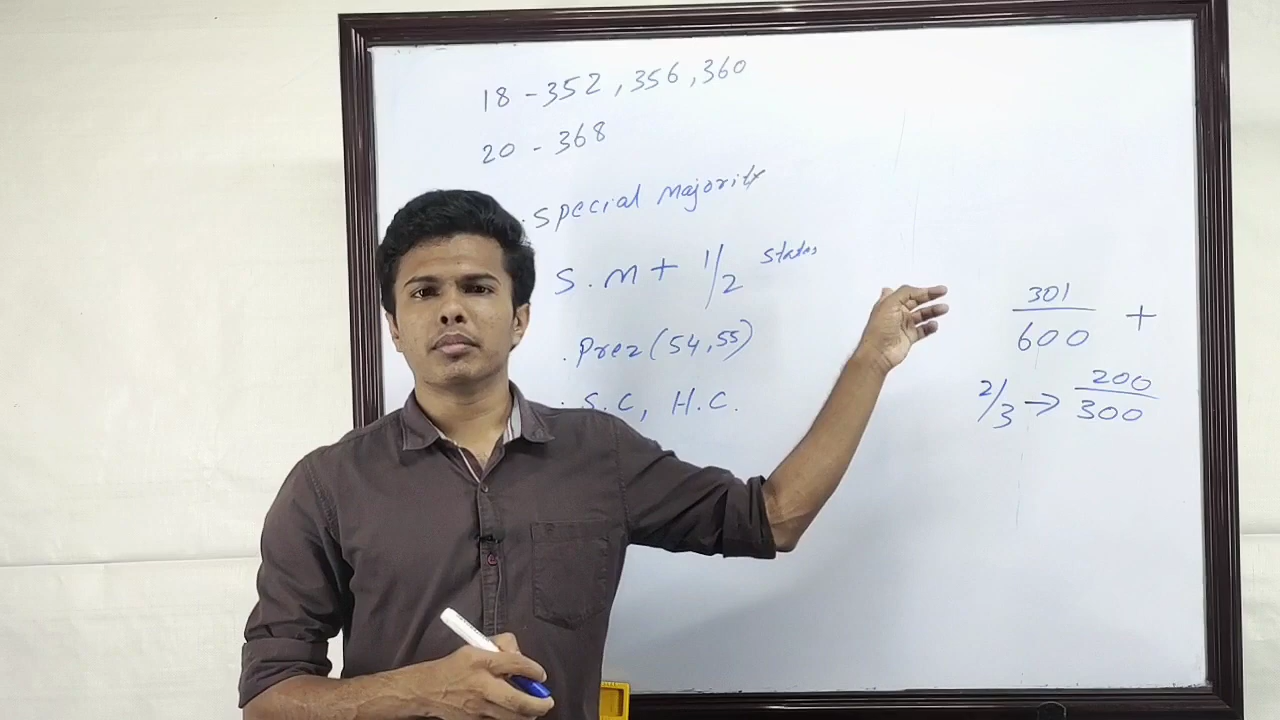 18 - 352, 356, 360
20 - 368
. Special Majority
S.M + 1/2 states
. Prez (54, 55)
. S.C, H.C.
301/600 +
2/3 → 200/300